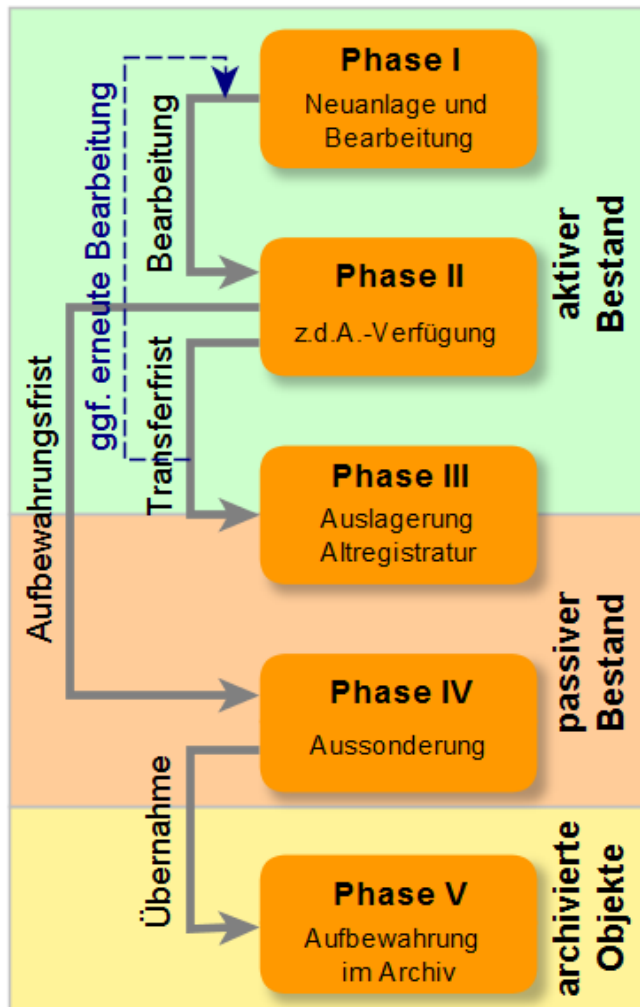 Phase I
Neuanlage und
Bearbeitung
Bearbeitung
ggf. erneute Bearbeitung
Phase II
z.d.A.-Verfügung
aktiver
Bestand
Aufbewahrungsfrist
Transferfrist
Phase III
Auslagerung
Altregistratur
Phase IV
Aussonderung
passiver
Bestand
Übernahme
Phase V
Aufbewahrung
im Archiv
archivierte
Objekte